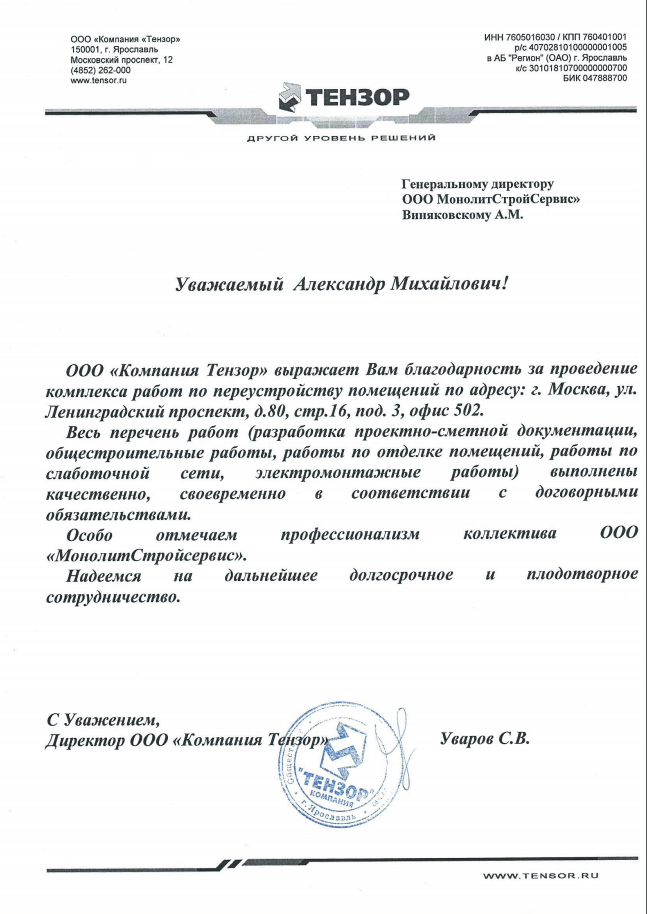 ООО «Компания «Тензор»
150001, г. Ярославль
Московский проспект, 12
(4852) 262-000
www.tensor.ru
ИНН 7605016030 / КПП 760401001
р/с 40702810100000001005
в АБ "Регион" (ОАО) г. Ярославль
к/с 30101810700000000700
БИК 047888700
ТЕНЗОР
ДРУГОЙ УРОВЕНЬ РЕШЕНИЙ
Генеральному директору
ООО МонолитСтройСервис»
Виняковскому А.М.
Уважаемый Александр Михайлович!
ООО «Компания Тензор» выражает Вам благодарность за проведение
комплекса работ по переустройству помещений по адресу: г. Москва, ул.
Ленинградский проспект, д.80, стр.16, под. 3, офис 502.
Весь перечень работ (разработка проектно-сметной документации,
общестроительные работы, работы по отделке помещений, работы по
слаботочной сети, электромонтажные работы) выполнены
качественно, своевременно в соответствии с договорными
обязательствами.
Особо отмечаем профессионализм коллектива ООО
«МонолитСтройсервис».
Надеемся на дальнейшее долгосрочное и плодотворное
сотрудничество.
С Уважением,
Директор ООО «Компания Тензор»
Уваров С.В.
"ТЕНЗОР"
КОМПАНИЯ
г. Ярославль
WWW.TENSOR.RU